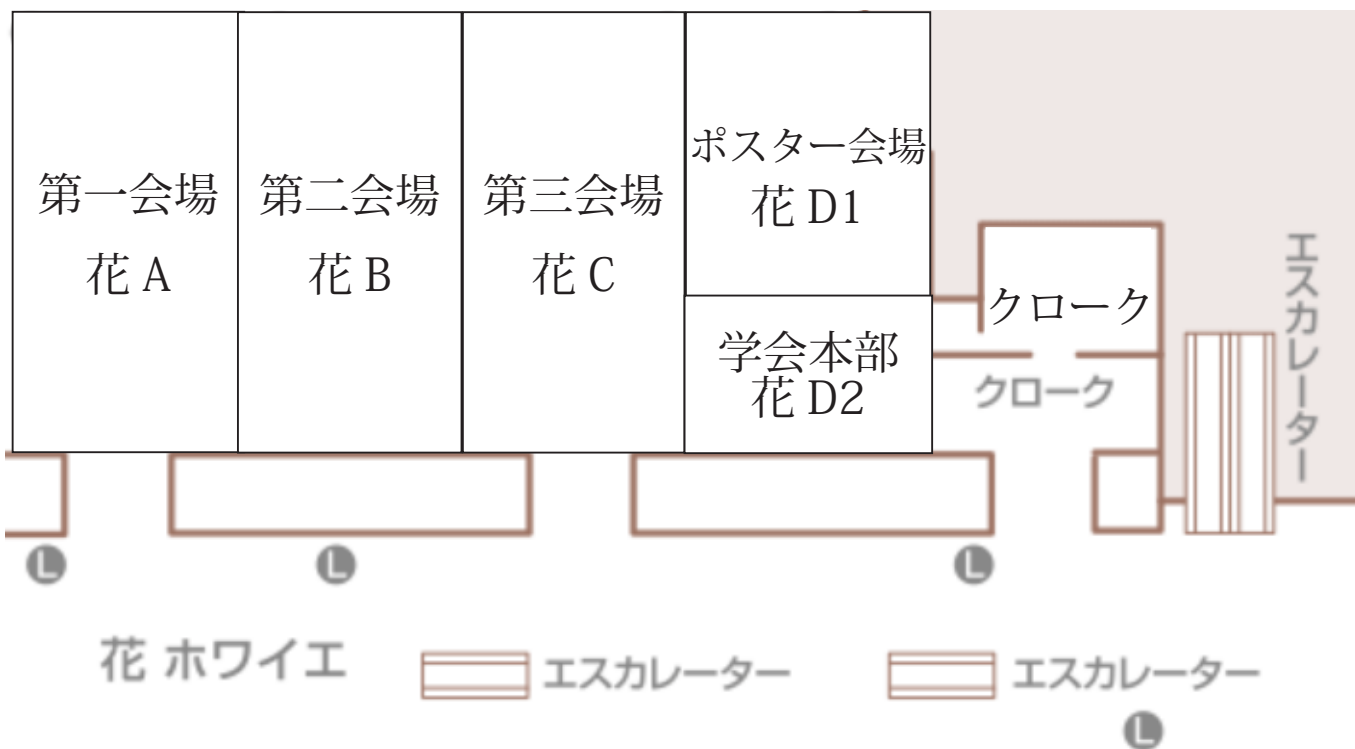 第一会場
花 A
第二会場
花 B
第三会場
花 C
ポスター会場
花 D1
学会本部
花 D2
クローク
クローク
エスカレーター
L
L
L
花 ホワイエ
エスカレーター
エスカレーター
L